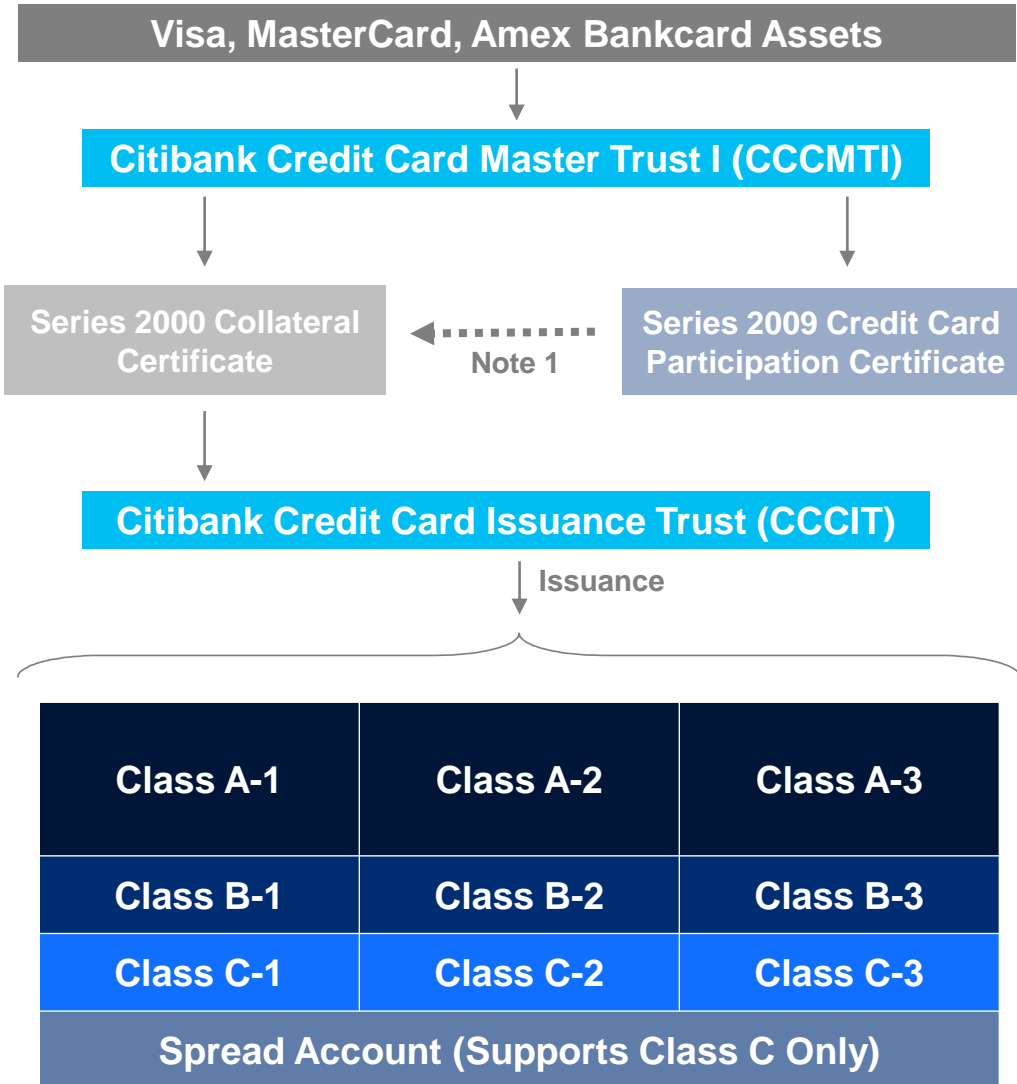 Visa, MasterCard, Amex Bankcard Assets
Citibank Credit Card Master Trust I (CCCMTI)
Series 2000 Collateral
Certificate
Note 1
Series 2009 Credit Card
Participation Certificate
Citibank Credit Card Issuance Trust (CCCIT)
Issuance
Class A-1
Class A-2
Class A-3
Class B-1
Class B-2
Class B-3
Class C-1
Class C-2
Class C-3
Spread Account (Supports Class C Only)